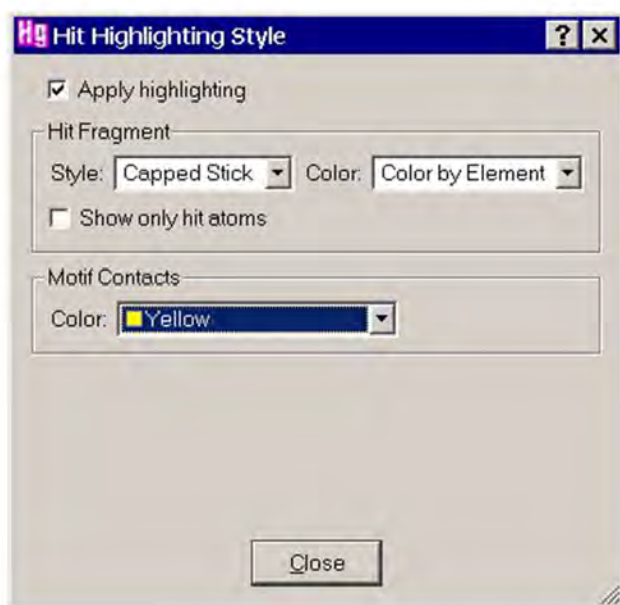 Hg Hit Highlighting Style ?
Apply highlighting
Hit Fragment
Style: Capped Stick Color: Color by Element
Show only hit atoms
Motif Contacts
Color: Yellow
Close